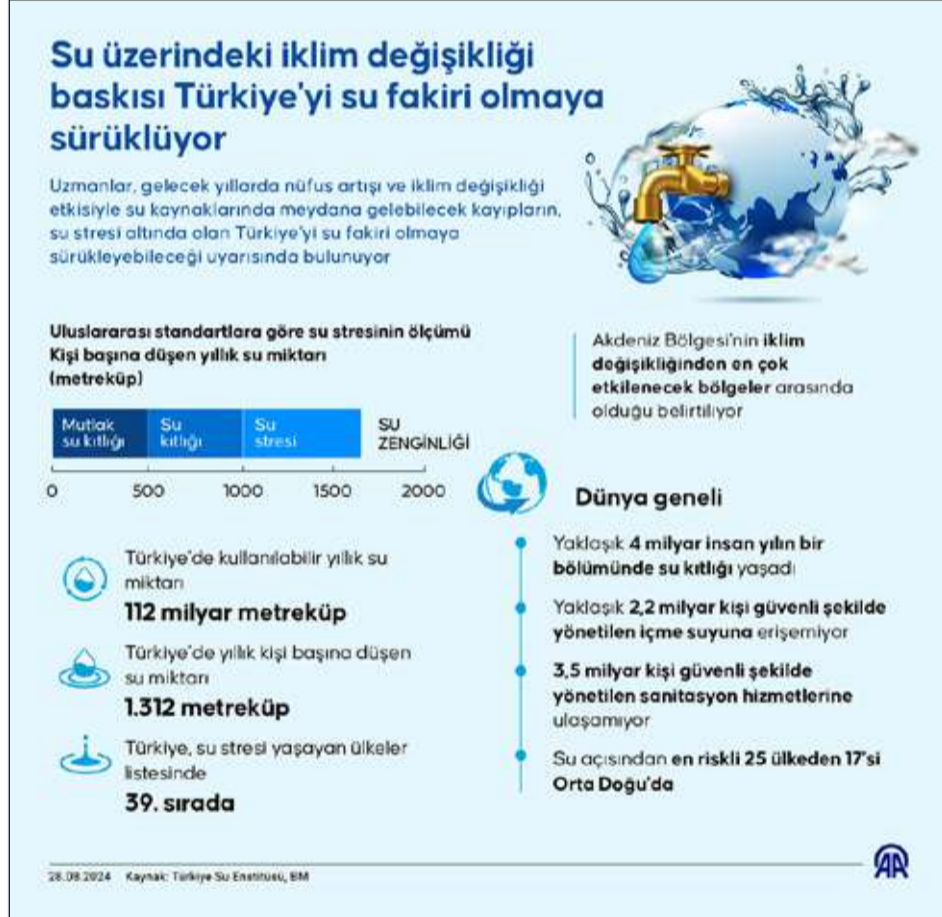 Su üzerindeki iklim değişikliği
baskısı Türkiye'yi su fakiri olmaya
sürüklüyor
Uzmanlar, gelecek yıllarda nüfus artışı ve iklim değişikliği
etkisiyle su kaynaklarında meydana gelebilecek kayıpların,
su stresi altında olan Türkiye'yi su fakiri olmaya
sürükleyebileceği uyarısında bulunuyor
Uluslararası standartlara göre su stresinin ölçümü
Kişi başına düşen yıllık su miktarı
(metreküp)
Mutlak
su kıtlığı
Su
kıtlığı
Su
stresi
SU
ZENGİNLİĞİ
0 500 1000 1500 2000
Türkiye'de kullanılabilir yıllık su
miktarı
112 milyar metreküp
Türkiye'de yıllık kişi başına düşen
su miktarı
1.312 metreküp
Türkiye, su stresi yaşayan ülkeler
listesinde
39. sırada
Akdeniz Bölgesi'nin iklim
değişikliğinden en çok
etkilenecek bölgeler arasında
olduğu belirtiliyor
Dünya geneli
Yaklaşık 4 milyar insan yılın bir
bölümünde su kıtlığı yaşadı
Yaklaşık 2,2 milyar kişi güvenli şekilde
yönetilen içme suyuna erişemiyor
3,5 milyar kişi güvenli şekilde
yönetilen sanitasyon hizmetlerine
ulaşamıyor
Su açısından en riskli 25 ülkeden 17'si
Orta Doğu'da
28.08.2024 Kaynak: Türkiye Su Enstitüsü, BM
AA